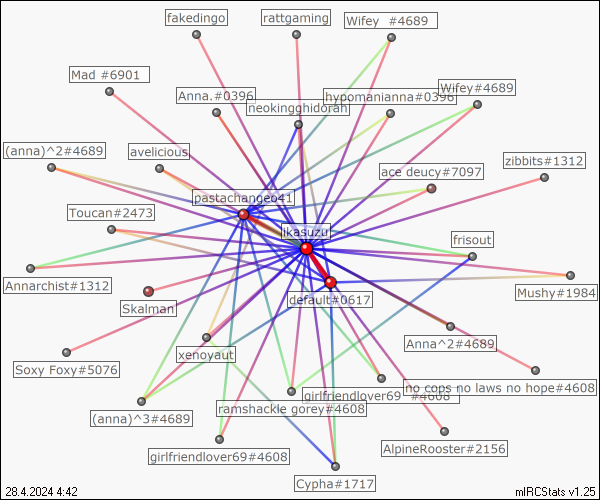 fakedingo
rattgaming
Wifey #4689
Mad #6901
Anna.#0396
hypomanianna#0396
Wifey#4689
neokingghidorah
(anna)^2#4689
avelicious
ace deucy#7097
zibbits#1312
pastachangeo41
Toucan#2473
jkasuzu
frisout
Annarchist#1312
Skalman
default#0617
Mushy#1984
Anna^2#4689
xenoyaut
Soxy Foxy#5076
no cops no laws no hope#4608
girlfriendlover69 #4608
(anna)^3#4689
ramshackle gorey#4608
AlpineRooster#2156
girlfriendlover69#4608
Cypha#1717
28.4.2024 4:42
mIRCStats v1.25